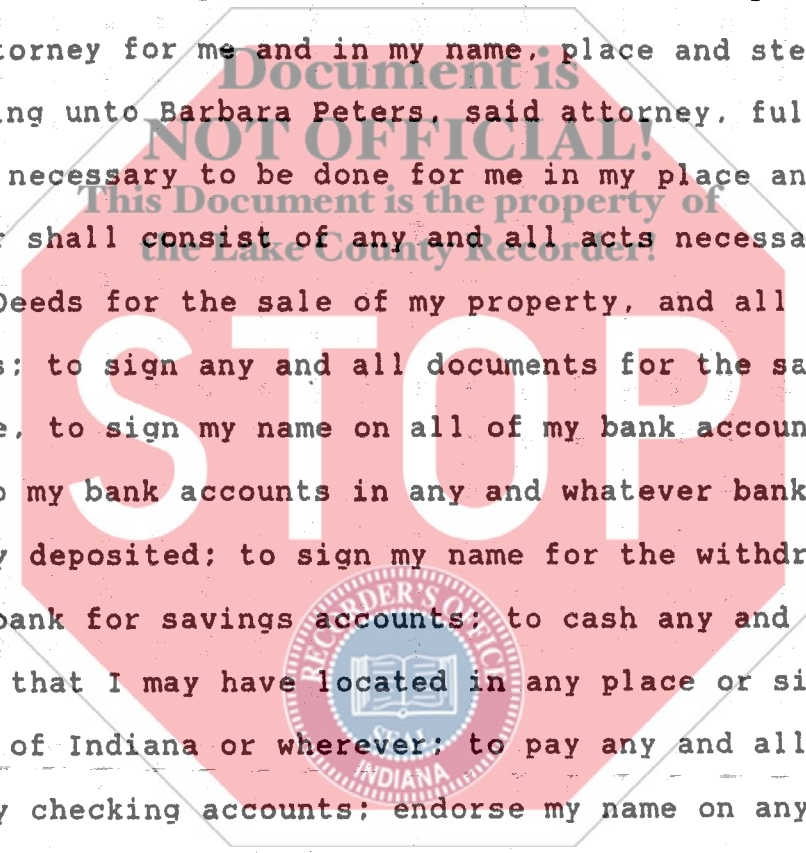 torney for me and in my name, place and ste
Document is
ng unto Barbara Peters, said attorney, ful
NOT OFFICIAL!
necessary to be done for me in my place an
This Document is the property of
shall consist of any and all acts necessa
the Lake County Recorder!
Deeds for the sale of my property, and all
s; to sign any and all documents for the sa
e, to sign my name on all of my bank accoun
STOP
o my bank accounts in any and whatever bank
y deposited; to sign my name for the withdr
bank for savings accounts; to cash any and
RECORDER'S OFFICE
that I may have located in any place or si
SEAL
of Indiana or wherever; to pay any and all
INDIANA
y checking accounts; endorse my name on any